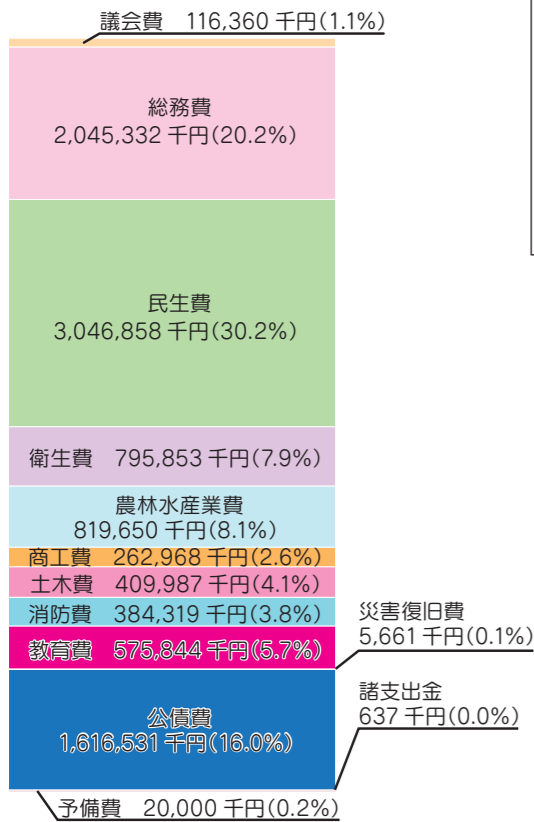 議会費 116,360 千円(1.1%)
総務費
2,045,332 千円(20.2%)
民生費
3,046,858 千円(30.2%)
衛生費 795,853 千円(7.9%)
農林水産業費
819,650 千円(8.1%)
商工費 262,968 千円(2.6%)
土木費 409,987 千円(4.1%)
消防費 384,319 千円(3.8%)
災害復旧費
5,661 千円(0.1%)
教育費 575,844 千円(5.7%)
諸支出金
637 千円(0.0%)
公債費
1,616,531 千円(16.0%)
予備費 20,000 千円(0.2%)